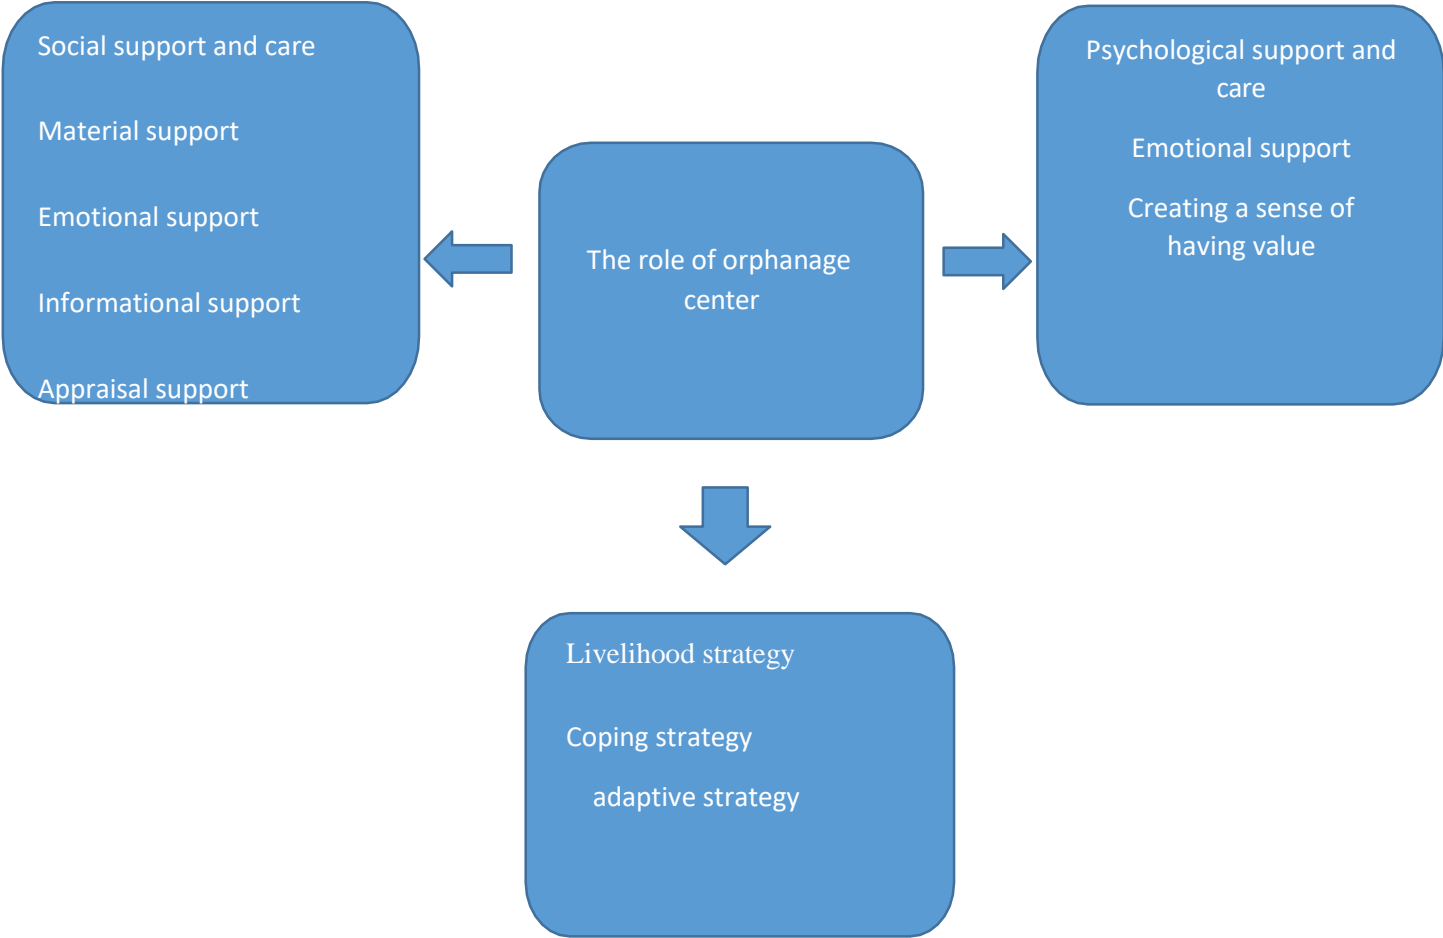 Social support and care
Material support
Emotional support
Informational support
Appraisal support
The role of orphanage
center
Psychological support and
care
Emotional support
Creating a sense of
having value
Livelihood strategy
Coping strategy
adaptive strategy